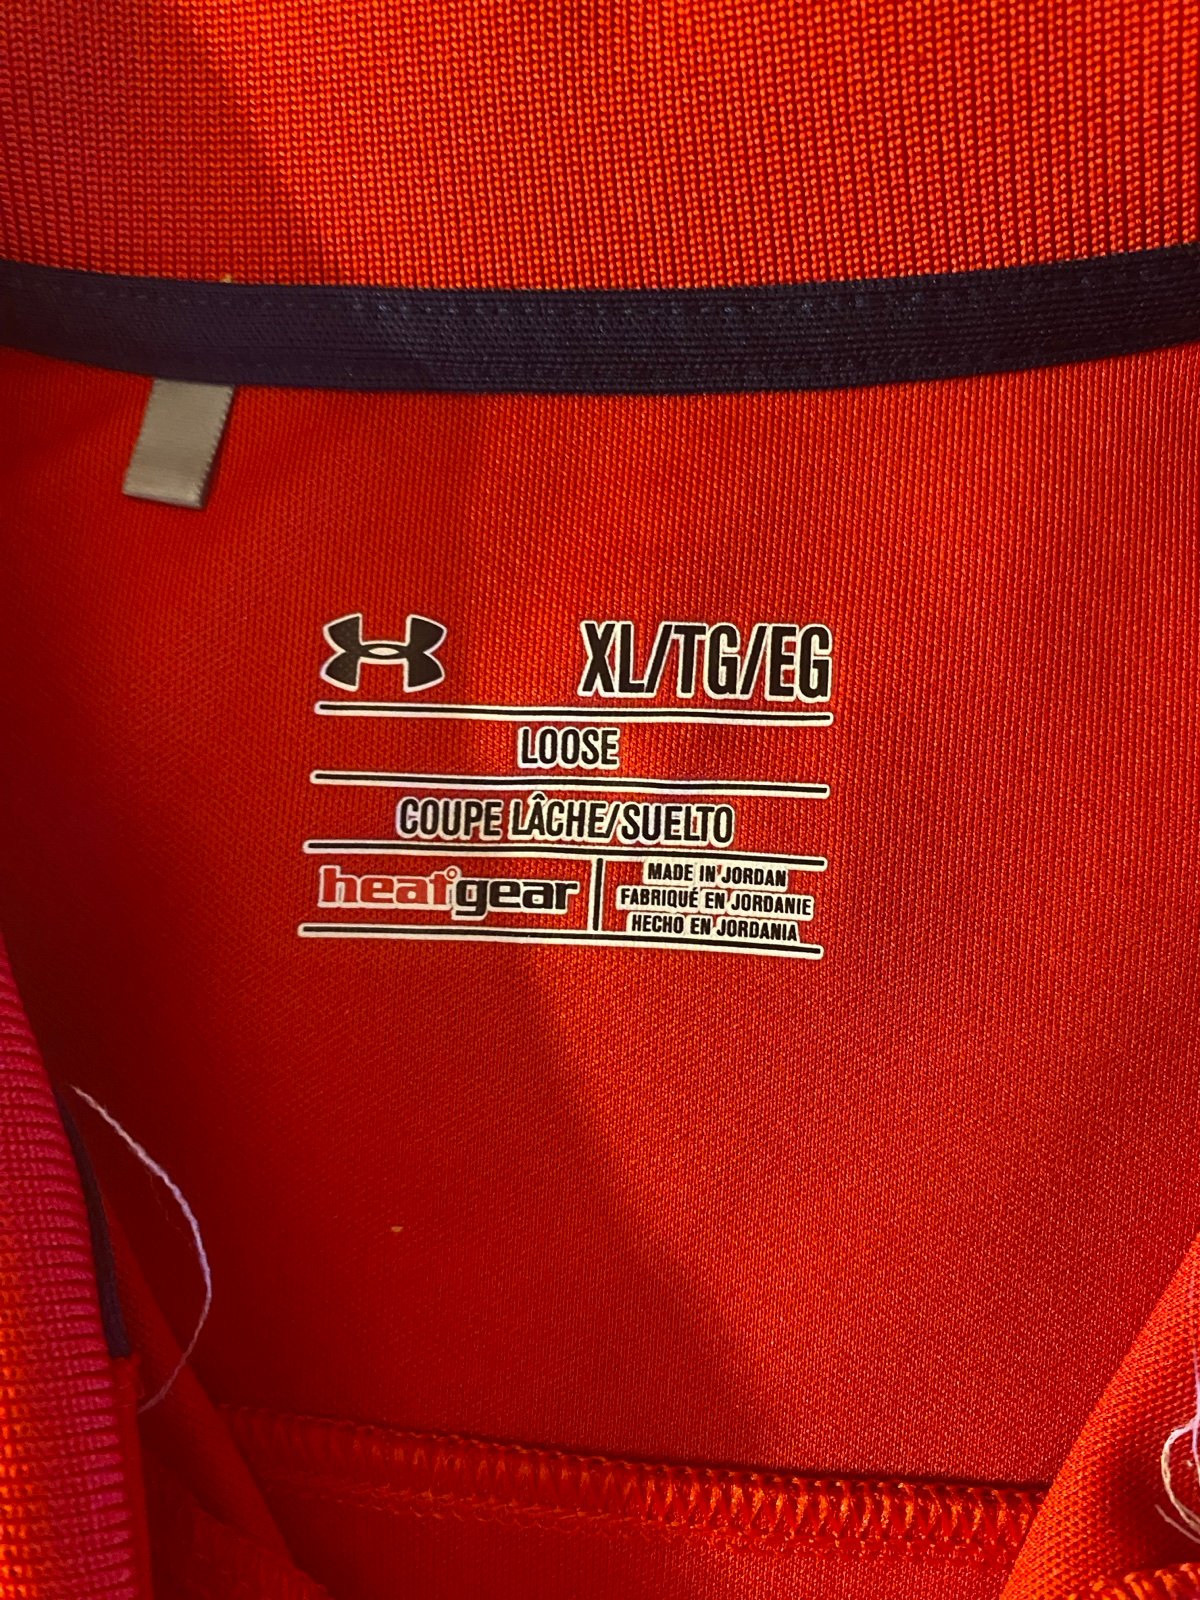 XL/TG/EG
LOOSE
COUPE LÂCHE/SUELTO
heatgear
MADE IN JORDAN
FABRIQUÉ EN JORDANIE
HECHO EN JORDANIA